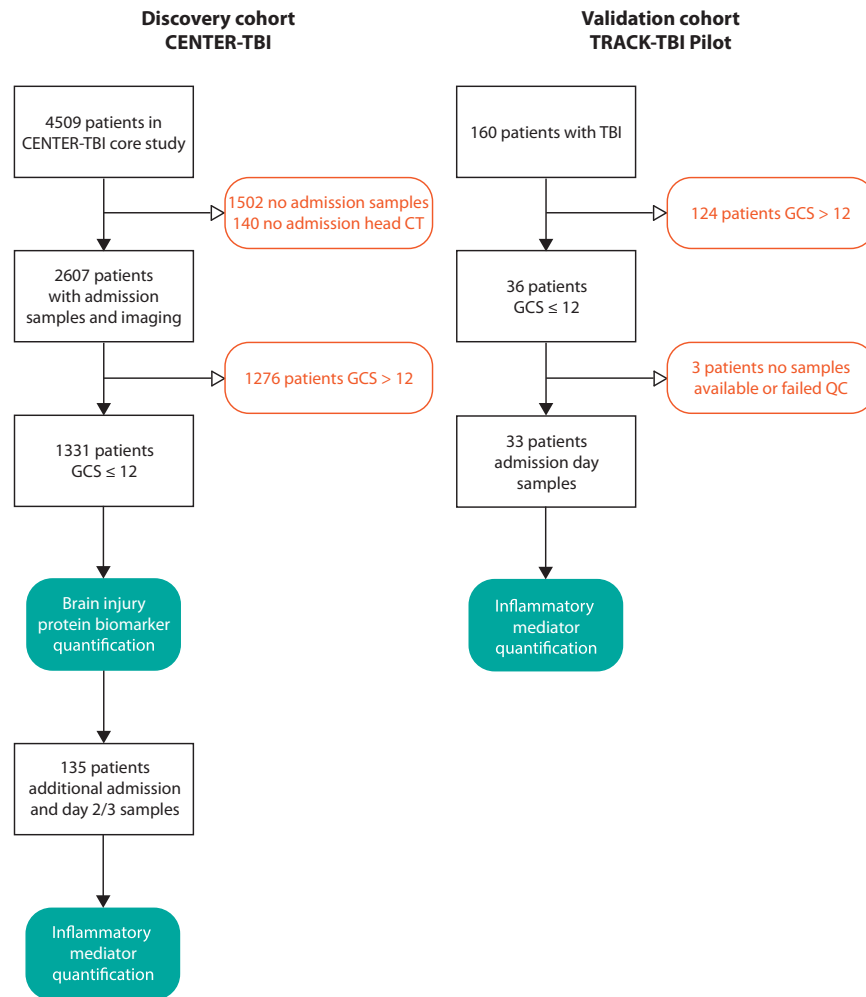 Discovery cohort
CENTER-TBI
4509 patients in
CENTER-TBI core study
1502 no admission samples
140 no admission head CT
2607 patients
with admission
samples and imaging
1276 patients GCS > 12
1331 patients
GCS ≤ 12
Brain injury
protein biomarker
quantification
135 patients
additional admission
and day 2/3 samples
Inflammatory
mediator
quantification
Validation cohort
TRACK-TBI Pilot
160 patients with TBI
124 patients GCS > 12
36 patients
GCS ≤ 12
3 patients no samples
available or failed QC
33 patients
admission day
samples
Inflammatory
mediator
quantification